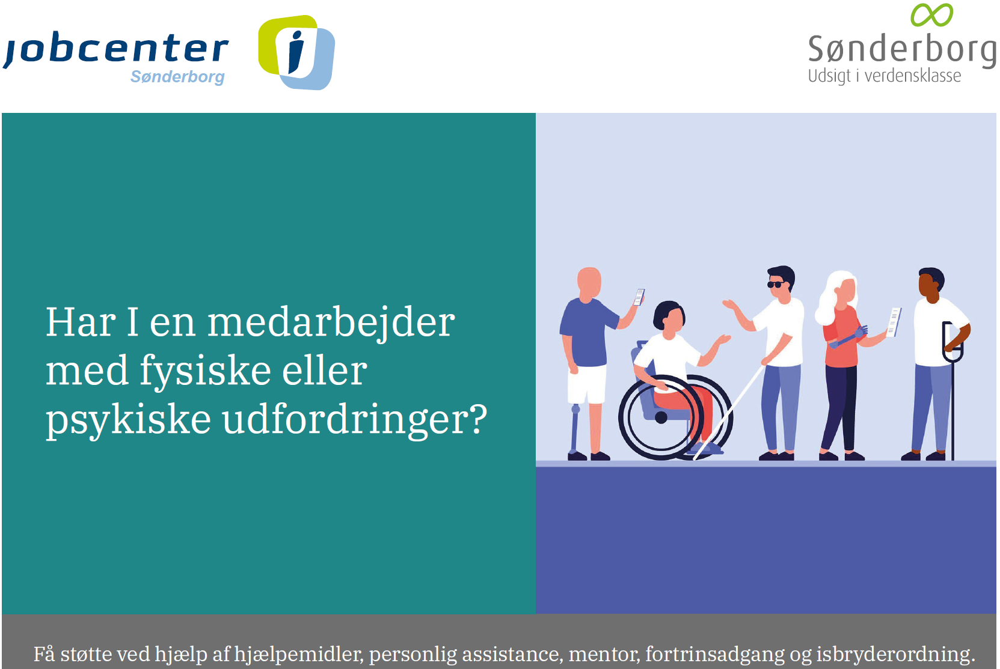 jobcenter
Sønderborg
Sønderborg
Udsigt i verdensklasse
Har I en medarbejder
med fysiske eller
psykiske udfordringer?
Få støtte ved hjælp af hjælpemidler, personlig assistance, mentor, fortrinsadgang og isbryderordning.